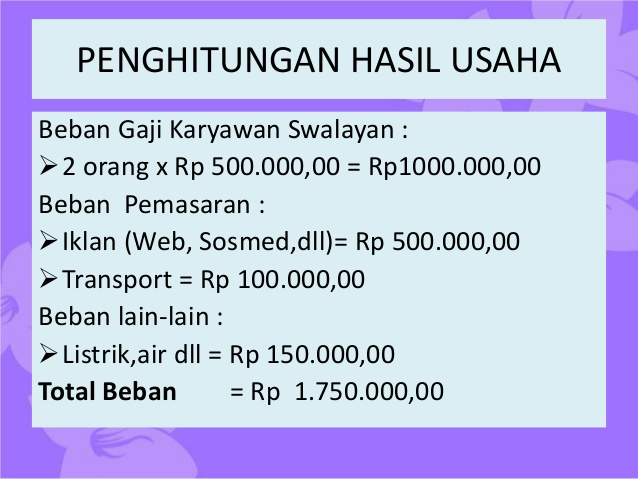 PENGHITUNGAN HASIL USAHA
Beban Gaji Karyawan Swalayan :
➢2 orang x Rp 500.000,00 = Rp1000.000,00
Beban  Pemasaran :
➢Iklan (Web, Sosmed,dll)= Rp 500.000,00
➢Transport = Rp 100.000,00
Beban lain-lain :
➢Listrik,air dll = Rp 150.000,00
Total Beban = Rp  1.750.000,00